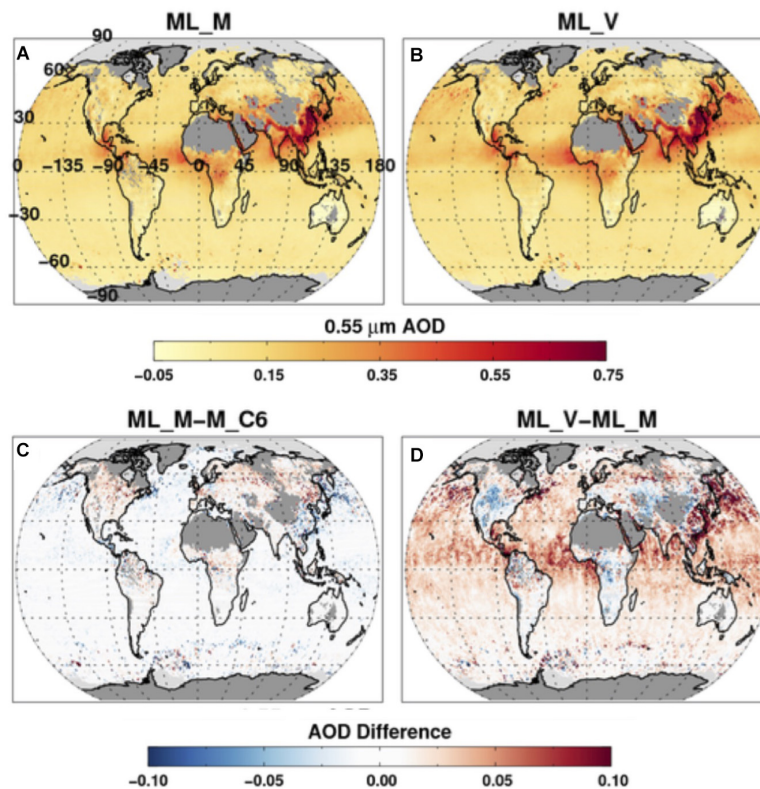 ML_M ML_V
A B
90
60
30
0 -135 -90 -45 0 45 90 135 180
-30
-60
-90
0.55 μm AOD
-0.05 0.15 0.35 0.55 0.75
ML_M-M_C6 ML_V-ML_M
C D
AOD Difference
-0.10 -0.05 0.00 0.05 0.10